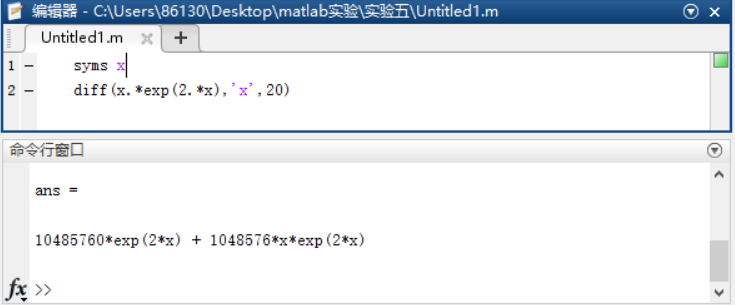 编辑器 - C:\Users\86130\Desktop\matlab实验\实验五\Untitled1.m
Untitled1.m
1 - syms x
2 - diff(x.*exp(2.*x),'x',20)
命令行窗口
ans =
10485760*exp(2*x) + 1048576*x*exp(2*x)
fx >>